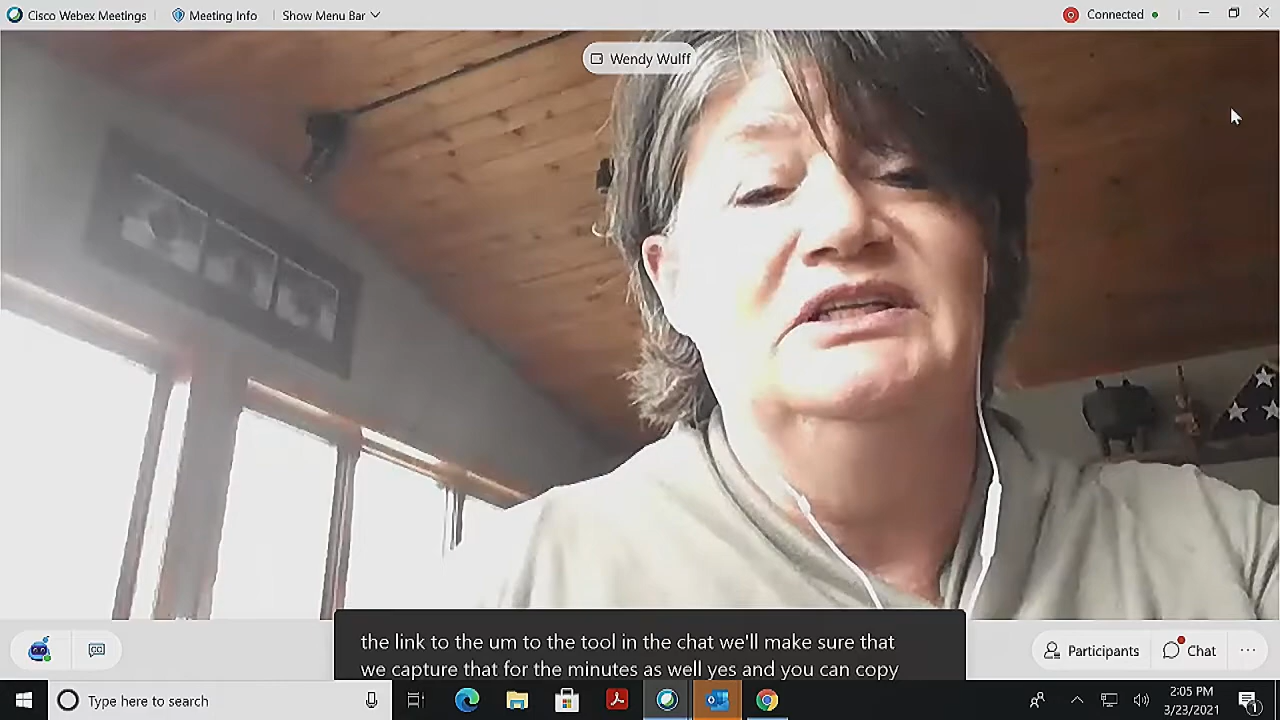 Cisco Webex Meetings
Meeting Info
Show Menu Bar
Connected
Wendy Wulff
the link to the um to the tool in the chat we'll make sure that
we capture that for the minutes as well yes and you can copy
Participants
Chat
Type here to search
2:05 PM
3/23/2021
1